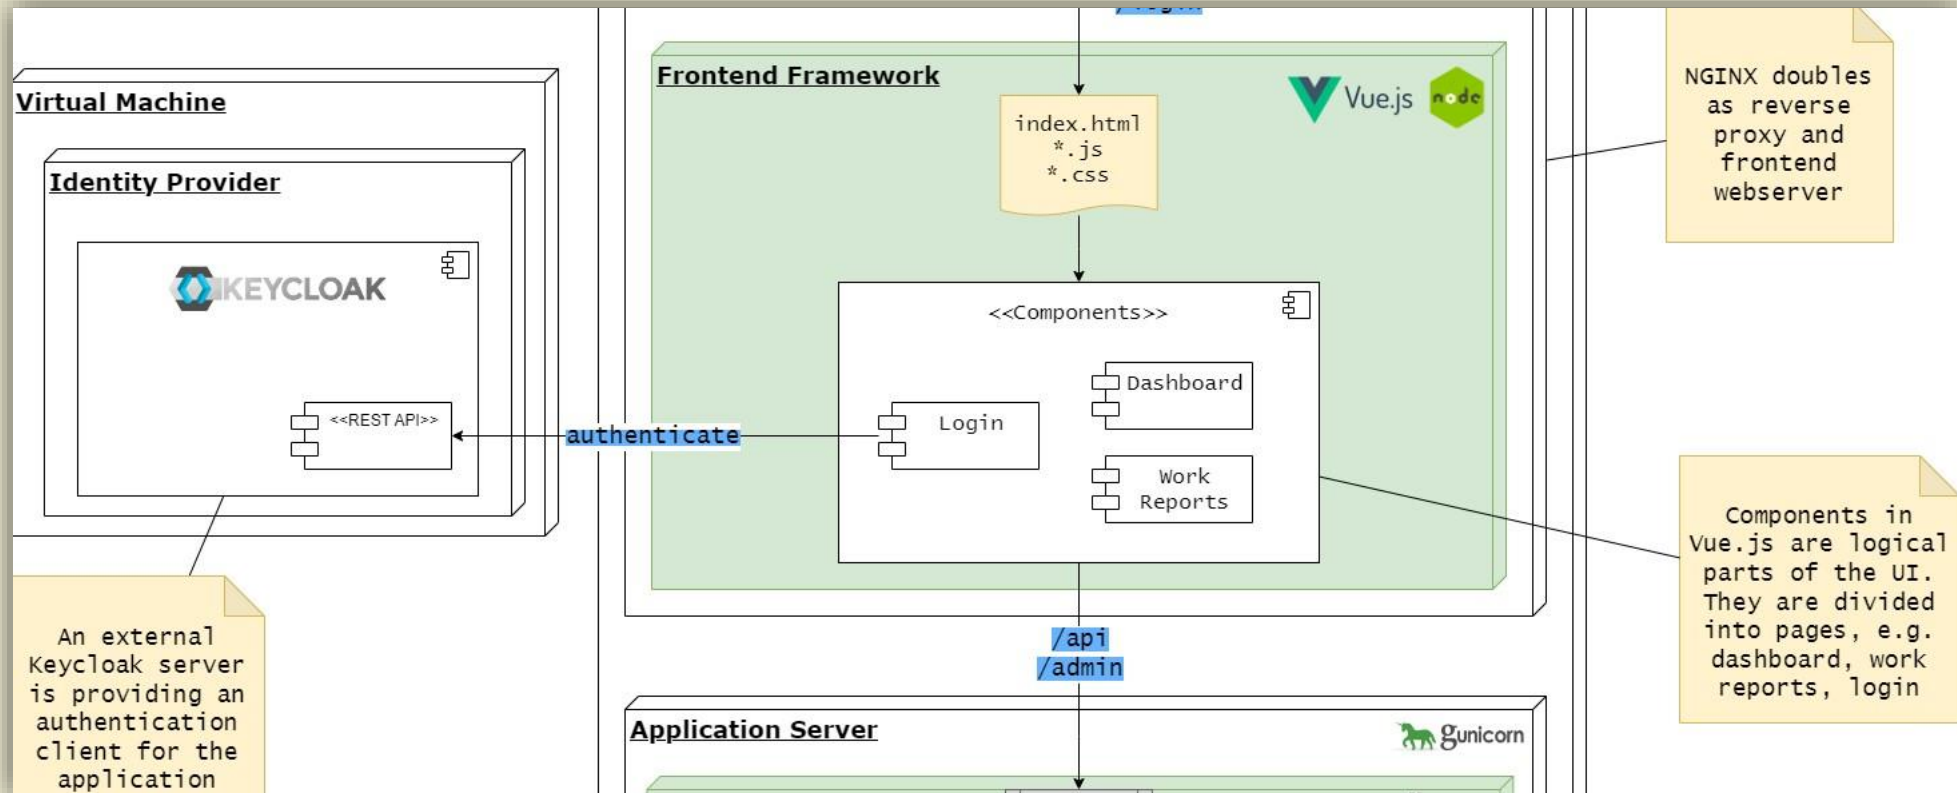 /login
Frontend Framework
Vue.js
node
index.html
*.js
*.css
NGINX doubles
as reverse
proxy and
frontend
webserver
Virtual Machine
Identity Provider
KEYCLOAK
<<REST API>>
authenticate
<<Components>>
Login
Dashboard
Work
Reports
Components in
Vue.js are logical
parts of the UI.
They are divided
into pages, e.g.
dashboard, work
reports, login
An external
Keycloak server
is providing an
authentication
client for the
application
/api
/admin
Application Server
gunicorn